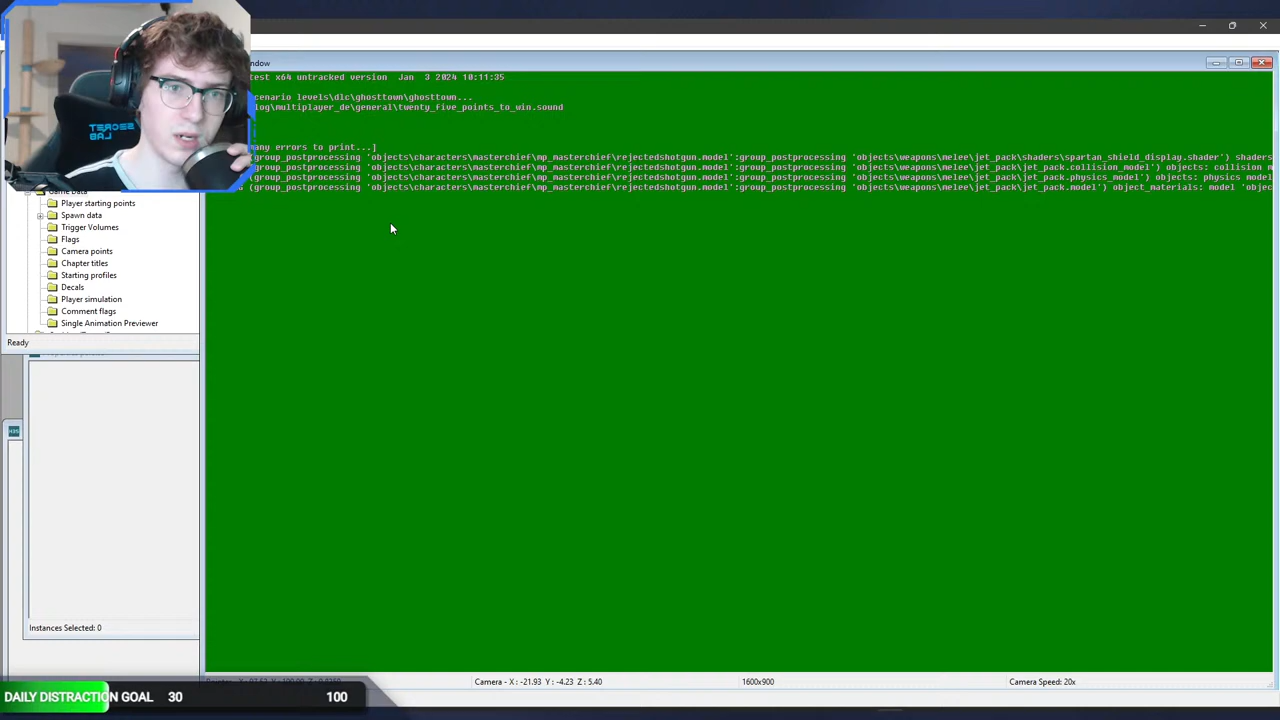 ndow
test x64 untracked version Jan 3 2024 10:11:35
cenario levels\dlc\ghosttown\ghosttown...
log\multiplayer_de\general\twenty_five_points_to_win.sound
many errors to print...]
(group_postprocessing 'objects\characters\masterchief\mp_masterchief\rejectedshotgun.model':group_postprocessing 'objects\weapons\melee\jet_pack\shaders\spartan_shield_display.shader') shaders
(group_postprocessing 'objects\characters\masterchief\mp_masterchief\rejectedshotgun.model':group_postprocessing 'objects\weapons\melee\jet_pack\jet_pack.collision_model') objects: collision m
(group_postprocessing 'objects\characters\masterchief\mp_masterchief\rejectedshotgun.model':group_postprocessing 'objects\weapons\melee\jet_pack\jet_pack.physics_model') objects: physics model
(group_postprocessing 'objects\characters\masterchief\mp_masterchief\rejectedshotgun.model':group_postprocessing 'objects\weapons\melee\jet_pack\jet_pack.model') object_materials: model 'objec
SECRET
LAB
Game Data
Player starting points
Spawn data
Trigger Volumes
Flags
Camera points
Chapter titles
Starting profiles
Decals
Player simulation
Comment flags
Single Animation Previewer
Ready
Instances Selected: 0
Camera - X : -21.93 Y : -4.23 Z : 5.40
1600x900
Camera Speed: 20x
DAILY DISTRACTION GOAL 30 100